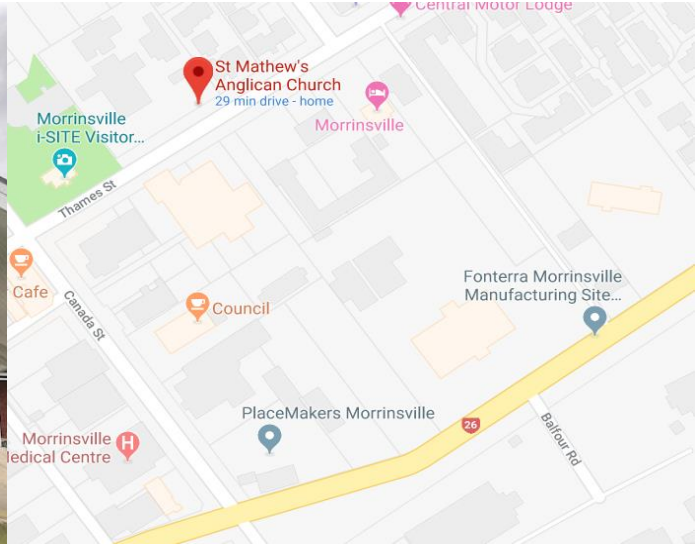 Central Motor Lodge
St Mathew's
Anglican Church
29 min drive - home
Morrinsville
Morrinsville
i-SITE Visitor...
Thames St
Fonterra Morrinsville
Manufacturing Site...
Cafe
Canada St
Council
PlaceMakers Morrinsville
26
Balfour Rd
Morrinsville
Medical Centre
H